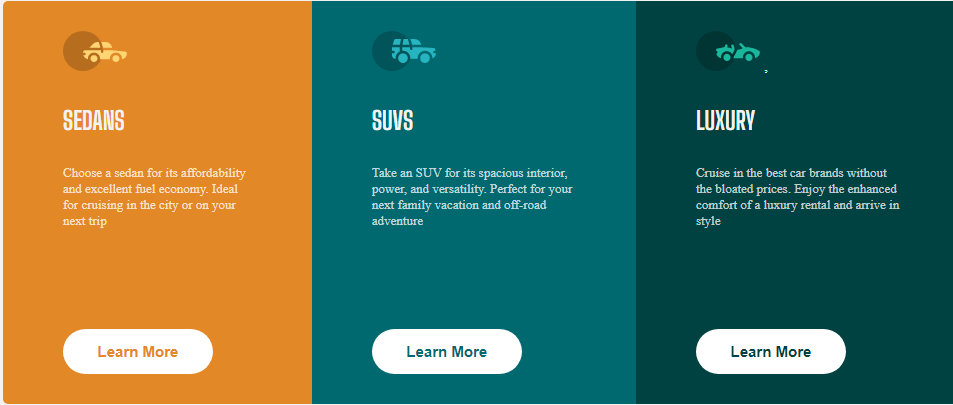 SEDANS
Choose a sedan for its affordability
and excellent fuel economy. Ideal
for cruising in the city or on your
next trip
Learn More
SUVS
Take an SUV for its spacious interior,
power, and versatility. Perfect for your
next family vacation and off-road
adventure
Learn More
,
LUXURY
Cruise in the best car brands without
the bloated prices. Enjoy the enhanced
comfort of a luxury rental and arrive in
style
Learn More